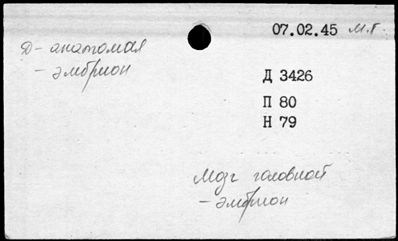 07.02.45 М.Г.
Д- анатомая
- эмбрион
Д 3426
П 80
Н 79
Мозг головной
- эмбрион